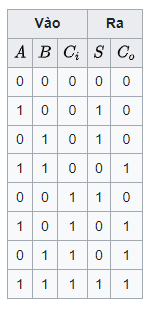 Vào Ra
A B Ci S Co
0 0 0 0 0
1 0 0 1 0
0 1 0 1 0
1 1 0 0 1
0 0 1 1 0
1 0 1 0 1
0 1 1 0 1
1 1 1 1 1